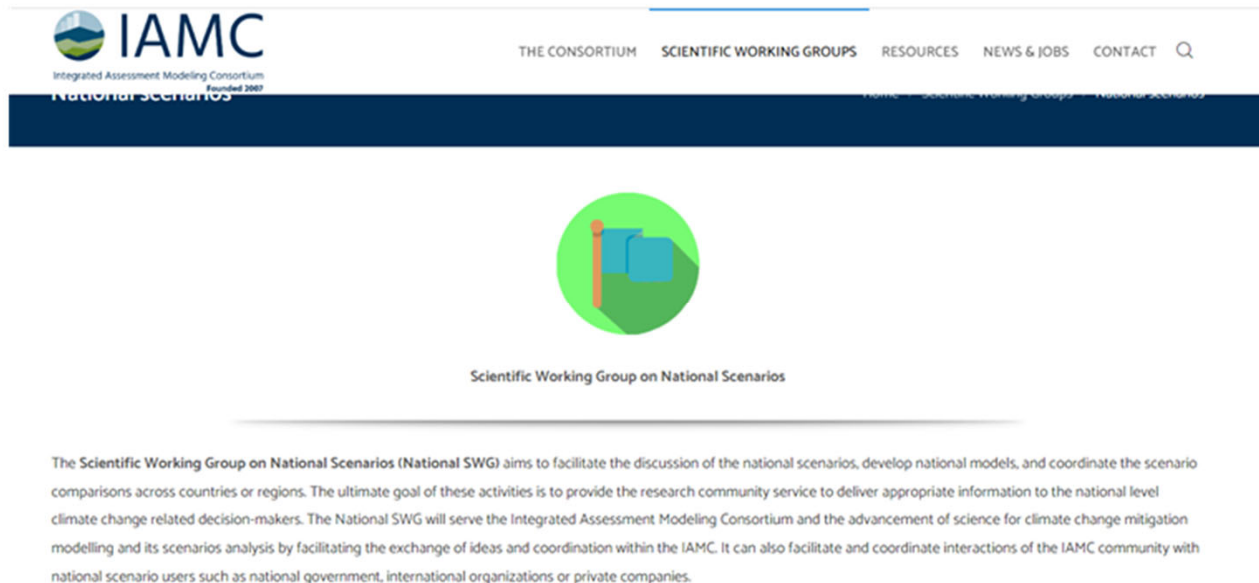 IAMC
Integrated Assessment Modeling Consortium
Founded 2007
THE CONSORTIUM SCIENTIFIC WORKING GROUPS RESOURCES NEWS & JOBS CONTACT
National scenarios
Home Scientific Working Groups National scenarios
Scientific Working Group on National Scenarios
The Scientific Working Group on National Scenarios (National SWG) aims to facilitate the discussion of the national scenarios, develop national models, and coordinate the scenario
comparisons across countries or regions. The ultimate goal of these activities is to provide the research community service to deliver appropriate information to the national level
climate change related decision-makers. The National SWG will serve the Integrated Assessment Modeling Consortium and the advancement of science for climate change mitigation
modelling and its scenarios analysis by facilitating the exchange of ideas and coordination within the IAMC. It can also facilitate and coordinate interactions of the IAMC community with
national scenario users such as national government, international organizations or private companies.